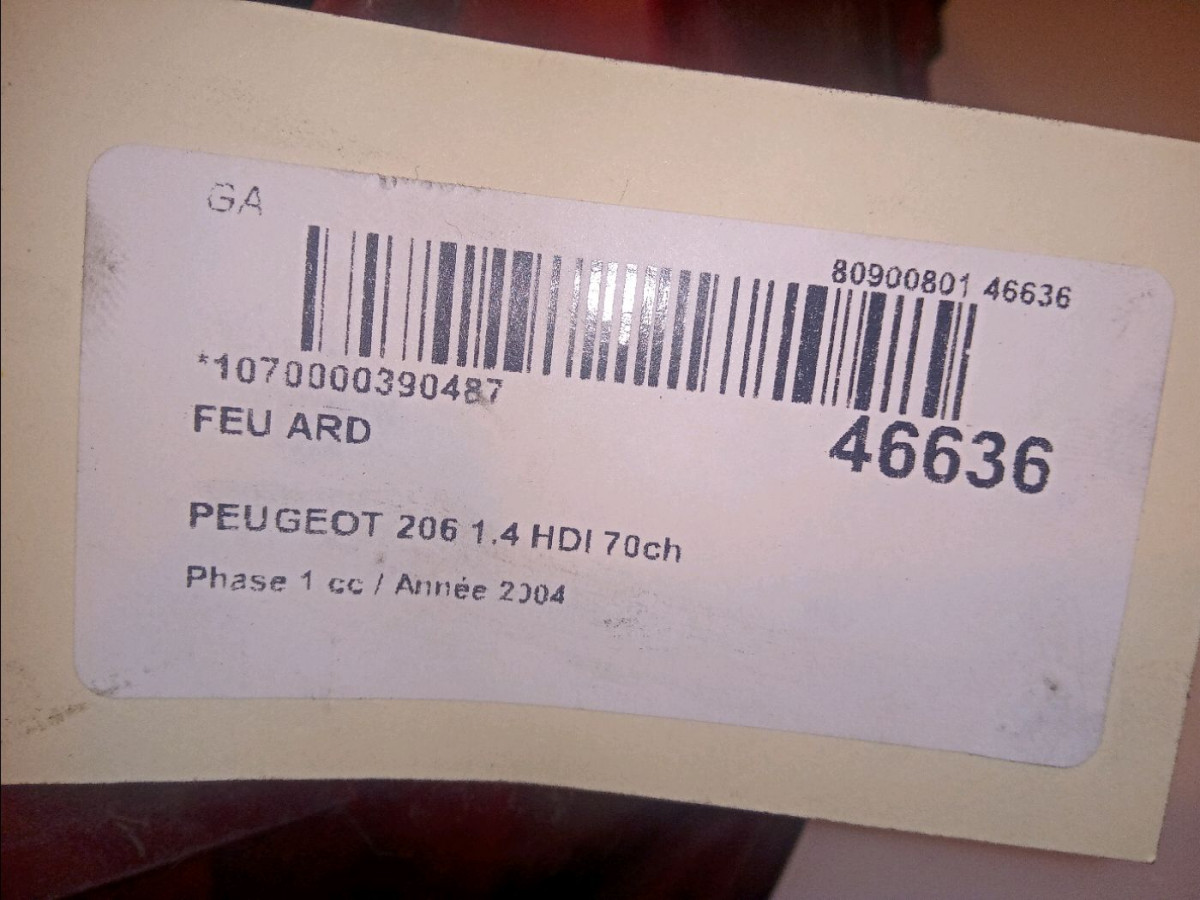 GA
80900801 46636
*1070000390487
FEU ARD
46636
PEUGEOT 206 1.4 HDI 70ch
Phase 1 cc / Année 2004